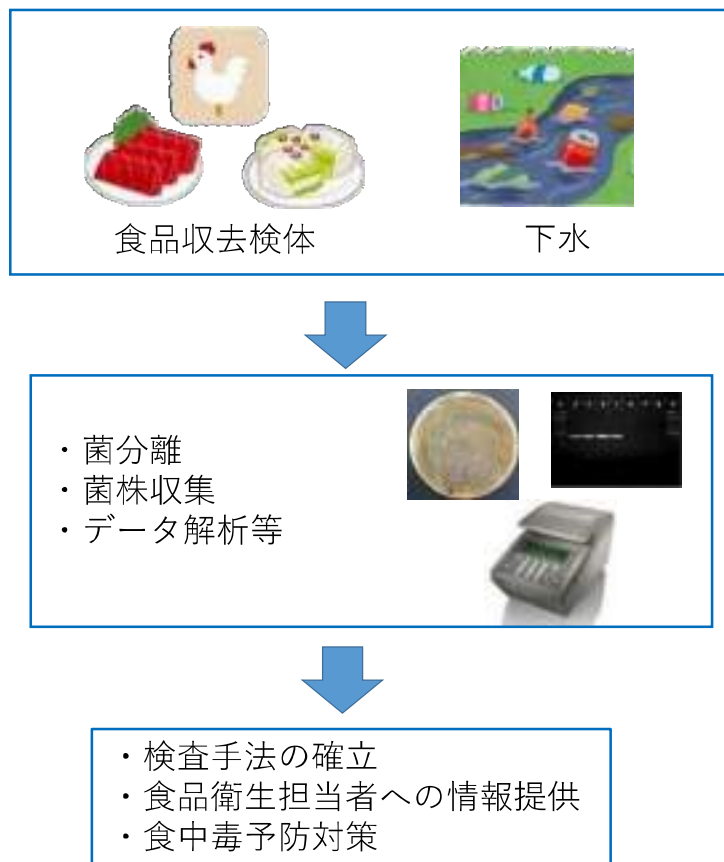 食品収去検体
下水
・菌分離
・菌株収集
・データ解析等
・検査手法の確立
・食品衛生担当者への情報提供
・食中毒予防対策